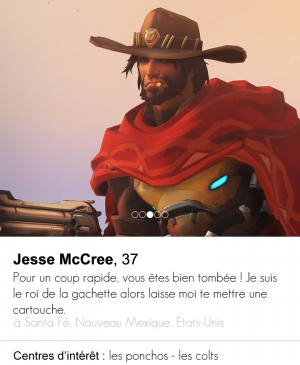 Jesse McCree, 37
Pour un coup rapide, vous êtes bien tombée ! Je suis
le roi de la gachette alors laisse moi te mettre une
cartouche.
à Santa Fé, Nouveau Mexique, Etats-Unis
Centres d'intérêt : les ponchos - les colts